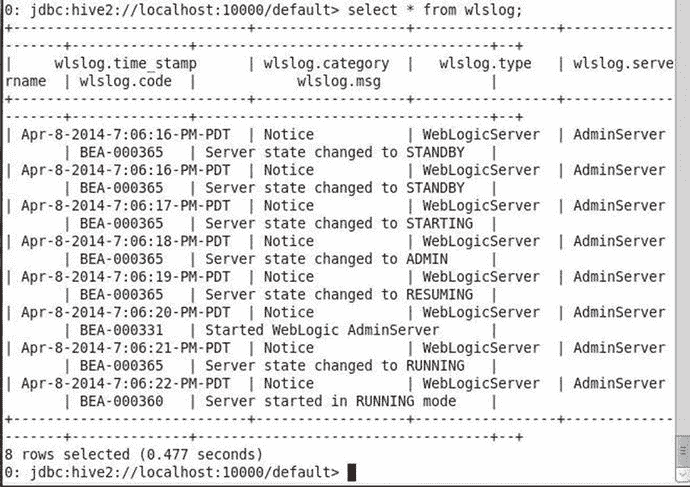 0: jdbc:hive2://localhost:10000/default> select * from wlslog;
+--------------------------+------------------+-----------------+-------------
-------+---------------+--------------------------------+--+
|     wlslog.time_stamp      | wlslog.category  |   wlslog.type   | wlslog.serve
rname  | wlslog.code  |            wlslog.msg             |
+--------------------------+------------------+-----------------+-------------
-------+---------------+--------------------------------+--+
| Apr-8-2014-7:06:16-PM-PDT  | Notice           | WebLogicServer  | AdminServer
       | BEA-000365   | Server state changed to STANDBY   |
| Apr-8-2014-7:06:16-PM-PDT  | Notice           | WebLogicServer  | AdminServer
       | BEA-000365   | Server state changed to STANDBY   |
| Apr-8-2014-7:06:17-PM-PDT  | Notice           | WebLogicServer  | AdminServer
       | BEA-000365   | Server state changed to STARTING  |
| Apr-8-2014-7:06:18-PM-PDT  | Notice           | WebLogicServer  | AdminServer
       | BEA-000365   | Server state changed to ADMIN     |
| Apr-8-2014-7:06:19-PM-PDT  | Notice           | WebLogicServer  | AdminServer
       | BEA-000365   | Server state changed to RESUMING  |
| Apr-8-2014-7:06:20-PM-PDT  | Notice           | WebLogicServer  | AdminServer
       | BEA-000331   | Started WebLogic AdminServer      |
| Apr-8-2014-7:06:21-PM-PDT  | Notice           | WebLogicServer  | AdminServer
       | BEA-000365   | Server state changed to RUNNING   |
| Apr-8-2014-7:06:22-PM-PDT  | Notice           | WebLogicServer  | AdminServer
       | BEA-000360   | Server started in RUNNING mode    |
+--------------------------+------------------+-----------------+-------------
-------+---------------+--------------------------------+--+
8 rows selected (0.477 seconds)
0: jdbc:hive2://localhost:10000/default>